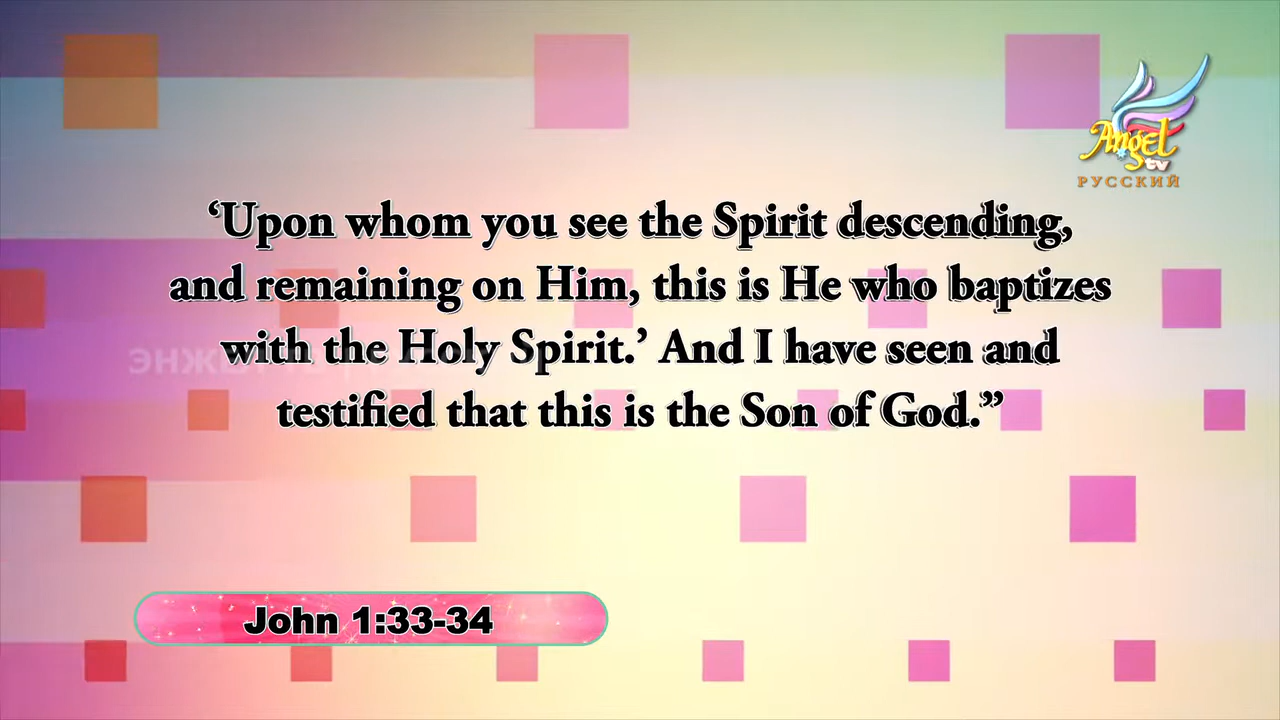 Angel
tv
РУССКИЙ
‘Upon whom you see the Spirit descending,
and remaining on Him, this is He who baptizes
with the Holy Spirit.’ And I have seen and
testified that this is the Son of God.”
John 1:33-34